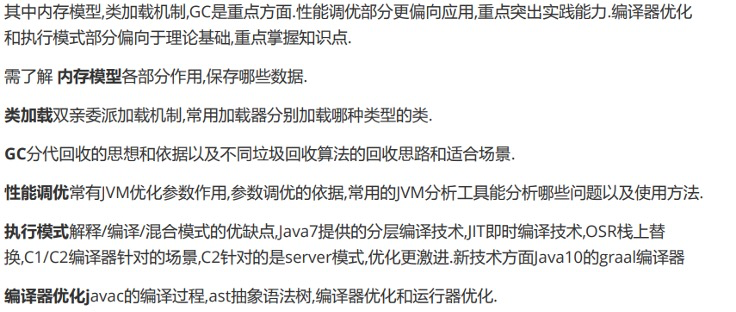 其中内存模型,类加载机制,GC是重点方面.性能调优部分更偏向应用,重点突出实践能力.编译器优化
和执行模式部分偏向于理论基础,重点掌握知识点.
需了解 内存模型各部分作用,保存哪些数据.
类加载双亲委派加载机制,常用加载器分别加载哪种类型的类.
GC分代回收的思想和依据以及不同垃圾回收算法的回收思路和适合场景.
性能调优常有JVM优化参数作用,参数调优的依据,常用的JVM分析工具能分析哪些问题以及使用方法.
执行模式解释/编译/混合模式的优缺点,Java7提供的分层编译技术,JIT即时编译技术,OSR栈上替
换,C1/C2编译器针对的场景,C2针对的是server模式,优化更激进.新技术方面Java10的graal编译器
编译器优化javac的编译过程,ast抽象语法树,编译器优化和运行器优化.